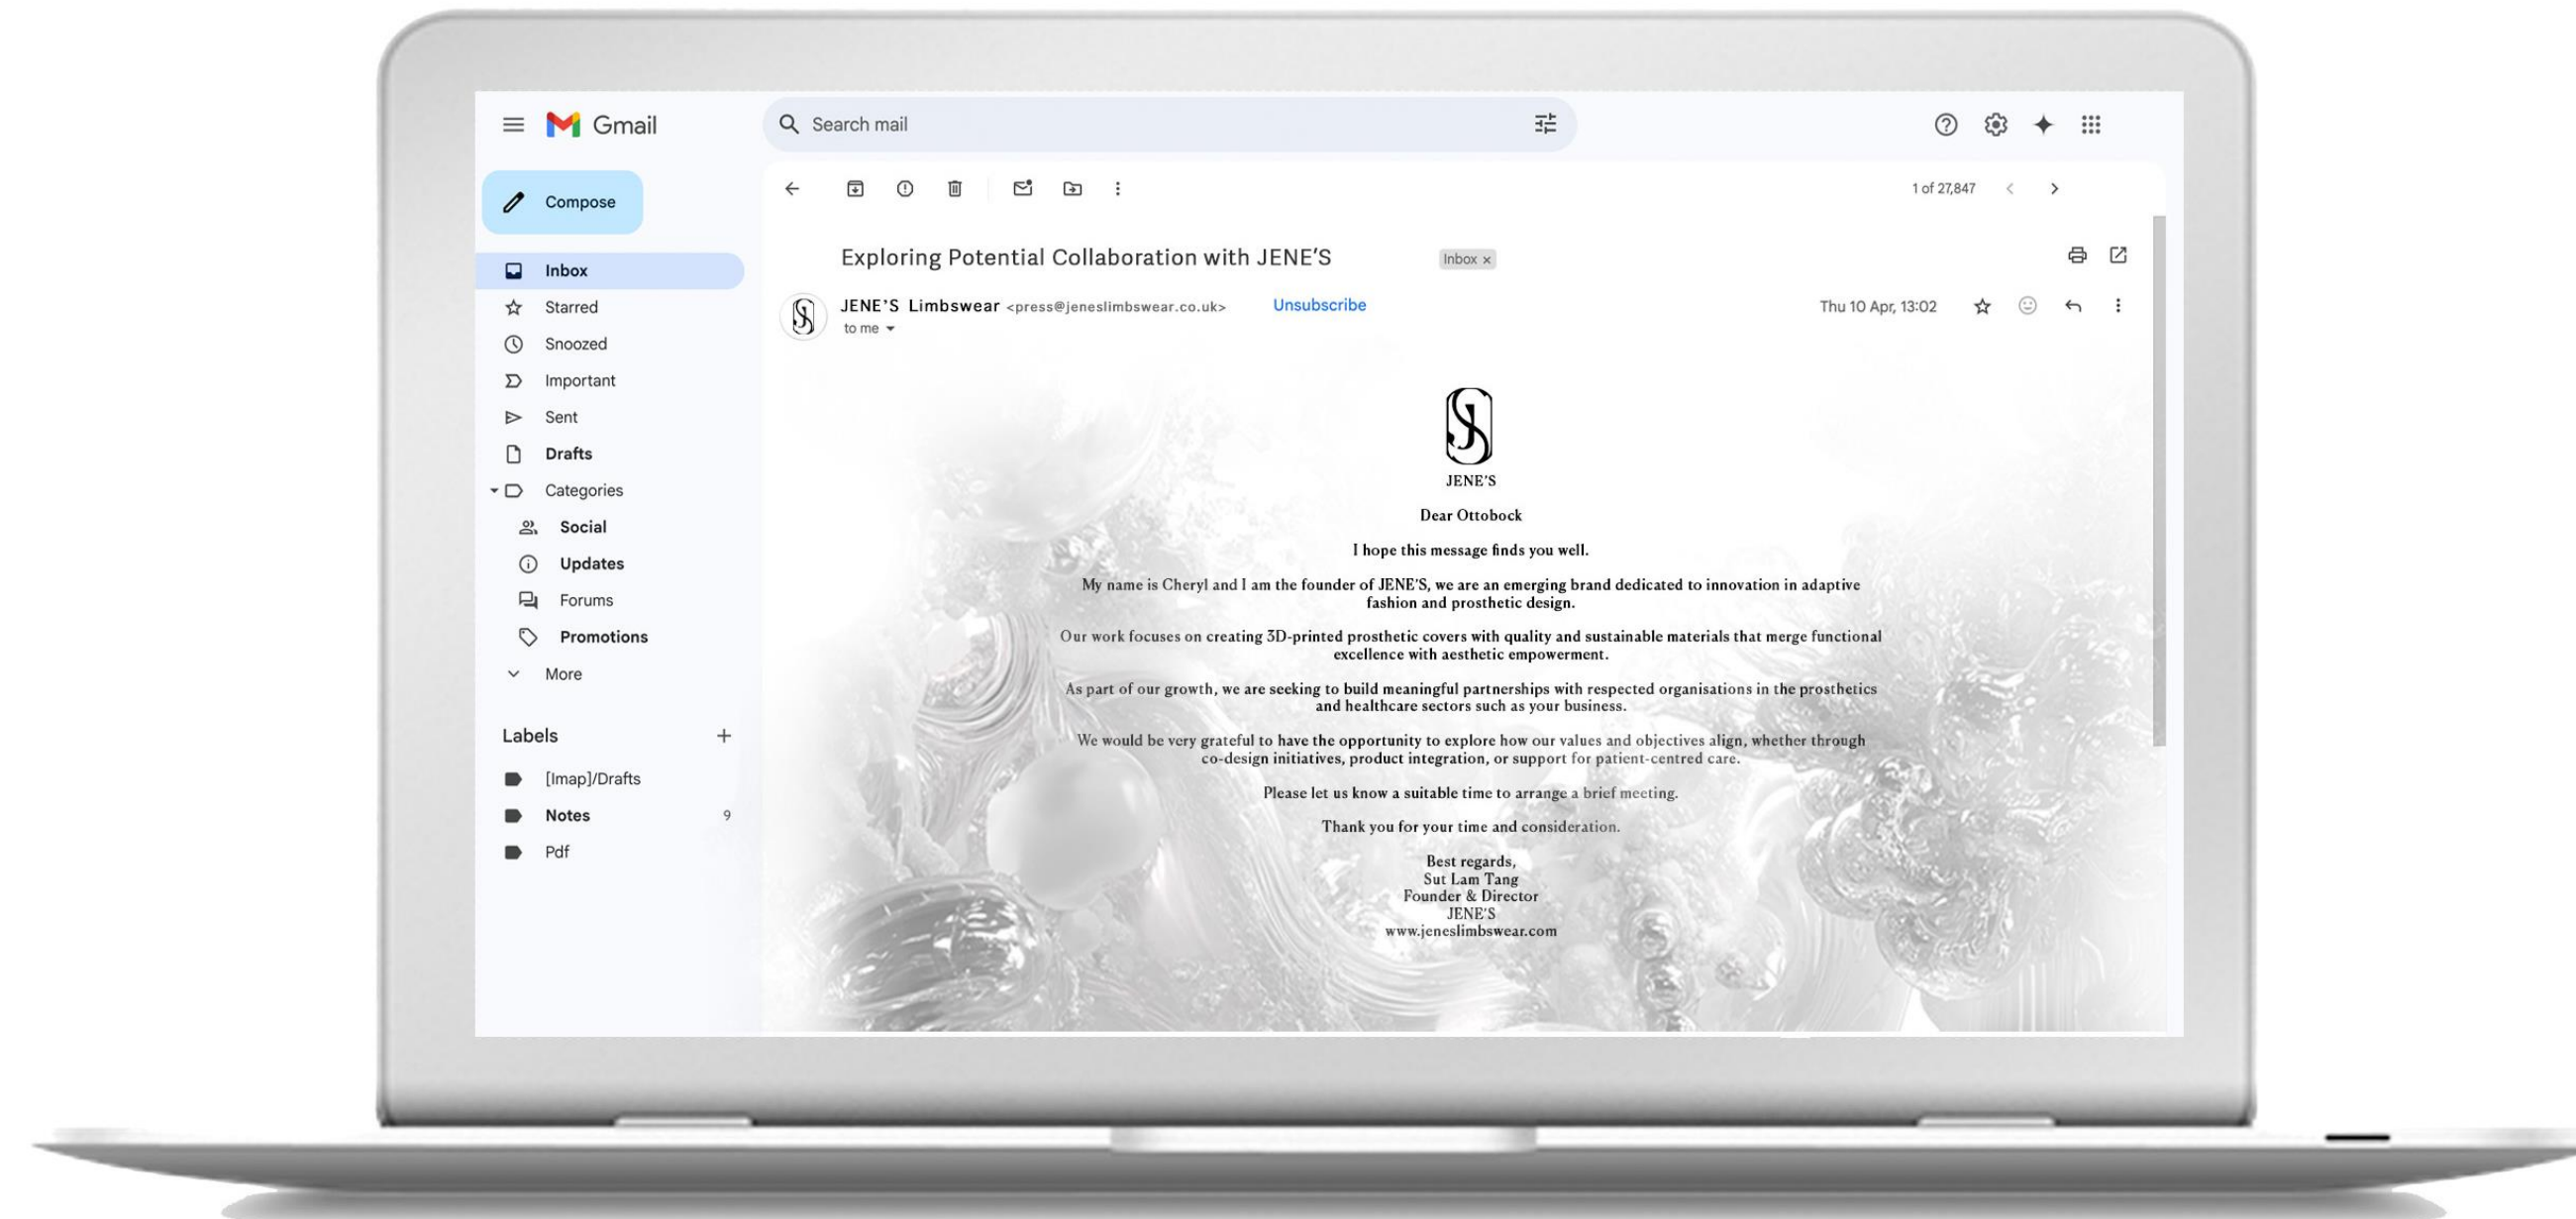 Gmail
Search mail
Compose
1 of 27,847
Inbox
Starred
Snoozed
Important
Sent
Drafts
Categories
Social
Updates
Forums
Promotions
More
Labels
[Imap]/Drafts
Notes 9
Pdf
Exploring Potential Collaboration with JENE'S
Inbox ×
JENE'S Limbswear <press@jeneslimbswear.co.uk> Unsubscribe
Thu 10 Apr, 13:02
to me
JENE'S
Dear Ottobock
I hope this message finds you well.
My name is Cheryl and I am the founder of JENE'S, we are an emerging brand dedicated to innovation in adaptive
fashion and prosthetic design.
Our work focuses on creating 3D-printed prosthetic covers with quality and sustainable materials that merge functional
excellence with aesthetic empowerment.
As part of our growth, we are seeking to build meaningful partnerships with respected organisations in the prosthetics
and healthcare sectors such as your business.
We would be very grateful to have the opportunity to explore how our values and objectives align, whether through
co-design initiatives, product integration, or support for patient-centred care.
Please let us know a suitable time to arrange a brief meeting.
Thank you for your time and consideration.
Best regards,
Sut Lam Tang
Founder & Director
JENE'S
www.jeneslimbswear.com